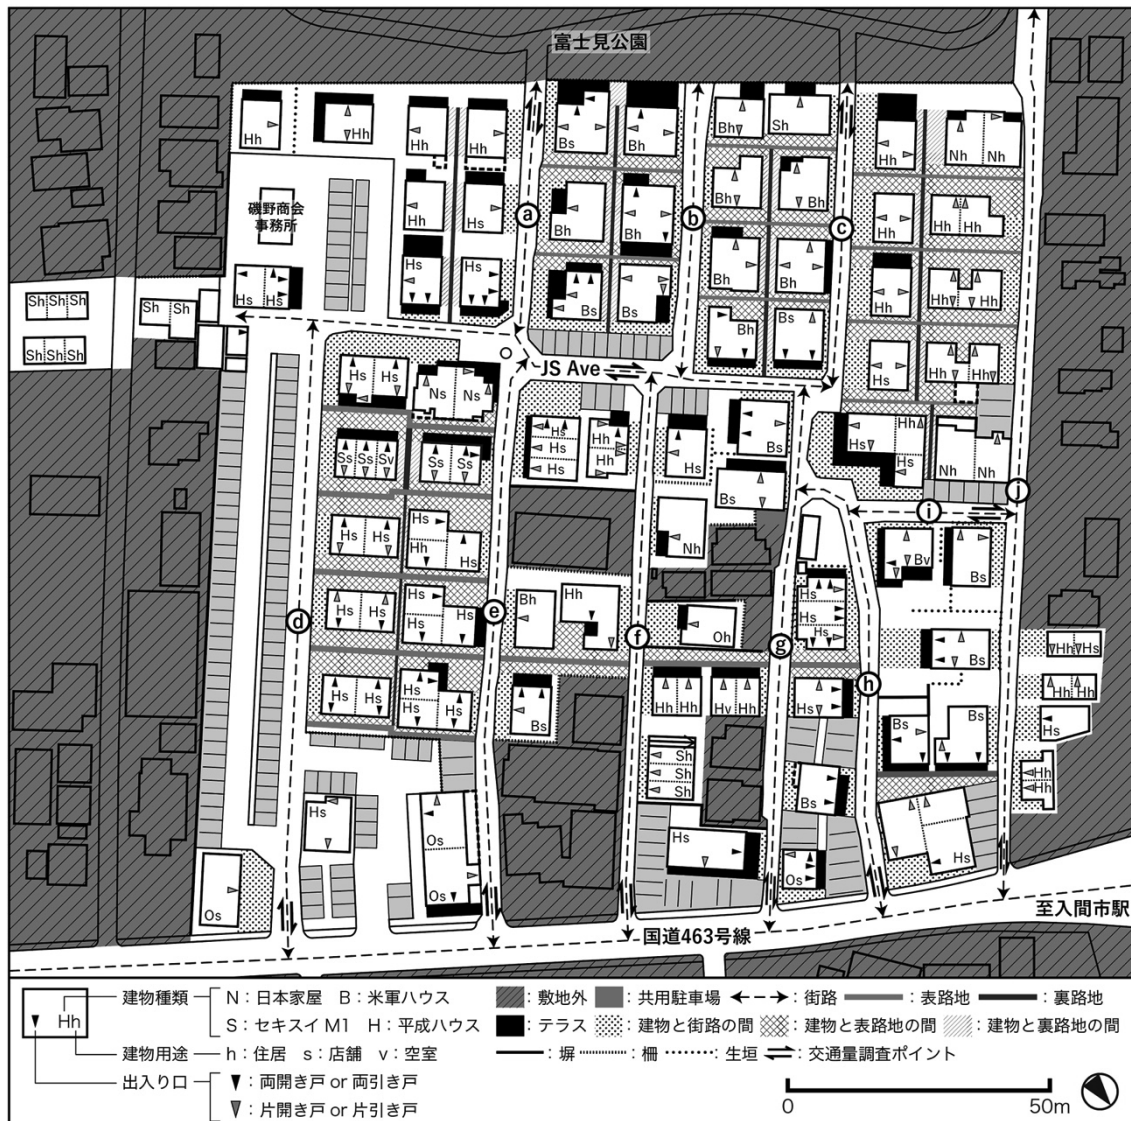 富士見公園
Hh
Hh
Hh
Hh
Bs
Bh
Bh
Sh
Hh
Nh
Nh
磯野商会
事務所
Hh
Hs
ⓐ
Bh
Bh
ⓑ
Bh
Bh
ⓒ
Hh
Hh
Hh
Hs
Hs
Hs
Hs
Bs
Bs
Bh
Bh
Hh
Hh
Hh
Sh Sh Sh
Sh
Sh
Bh
Bs
Hs
Hh
Hh
Sh Sh Sh
JS Ave
Hs
Hs
Ns
Ns
Hs
Hs
Hs
Hh
Hh
Hs
Bs
Hs
Hh
Hs
Nh
Nh
Ss
Ss
Sv
Ss
Ss
Bs
ⓘ
ⓙ
Hs
Hs
Hs
Hh
Hs
Nh
Bv
Bs
ⓓ
Hs
Hs
Hs
Hs
ⓔ
Bh
Hh
ⓕ
Oh
ⓖ
Hs
Hs
Hs
Bs
Hh
Hs
Hs
Hs
Hs
Hs
Hs
Bs
Hh
Hh
Hv
Hh
Hs
ⓗ
Bs
Bs
Hh
Hh
Hs
Hs
Os
Os
Sh
Sh
Sh
Bs
Hh
Hh
Os
Hs
Os
Hs
至入間市駅
国道463号線
Hh
建物種類
N：日本家屋 B：米軍ハウス
S：セキスイM1 H：平成ハウス
建物用途
h：住居 s：店舗 v：空室
出入り口
▼：両開き戸 or 両引き戸
▼：片開き戸 or 片引き戸
：敷地外 ：共用駐車場 ：街路 ：表路地 ：裏路地
：テラス ：建物と街路の間 ：建物と表路地の間 ：建物と裏路地の間
：塀 ：柵 ：生垣 ：交通量調査ポイント
0 50m